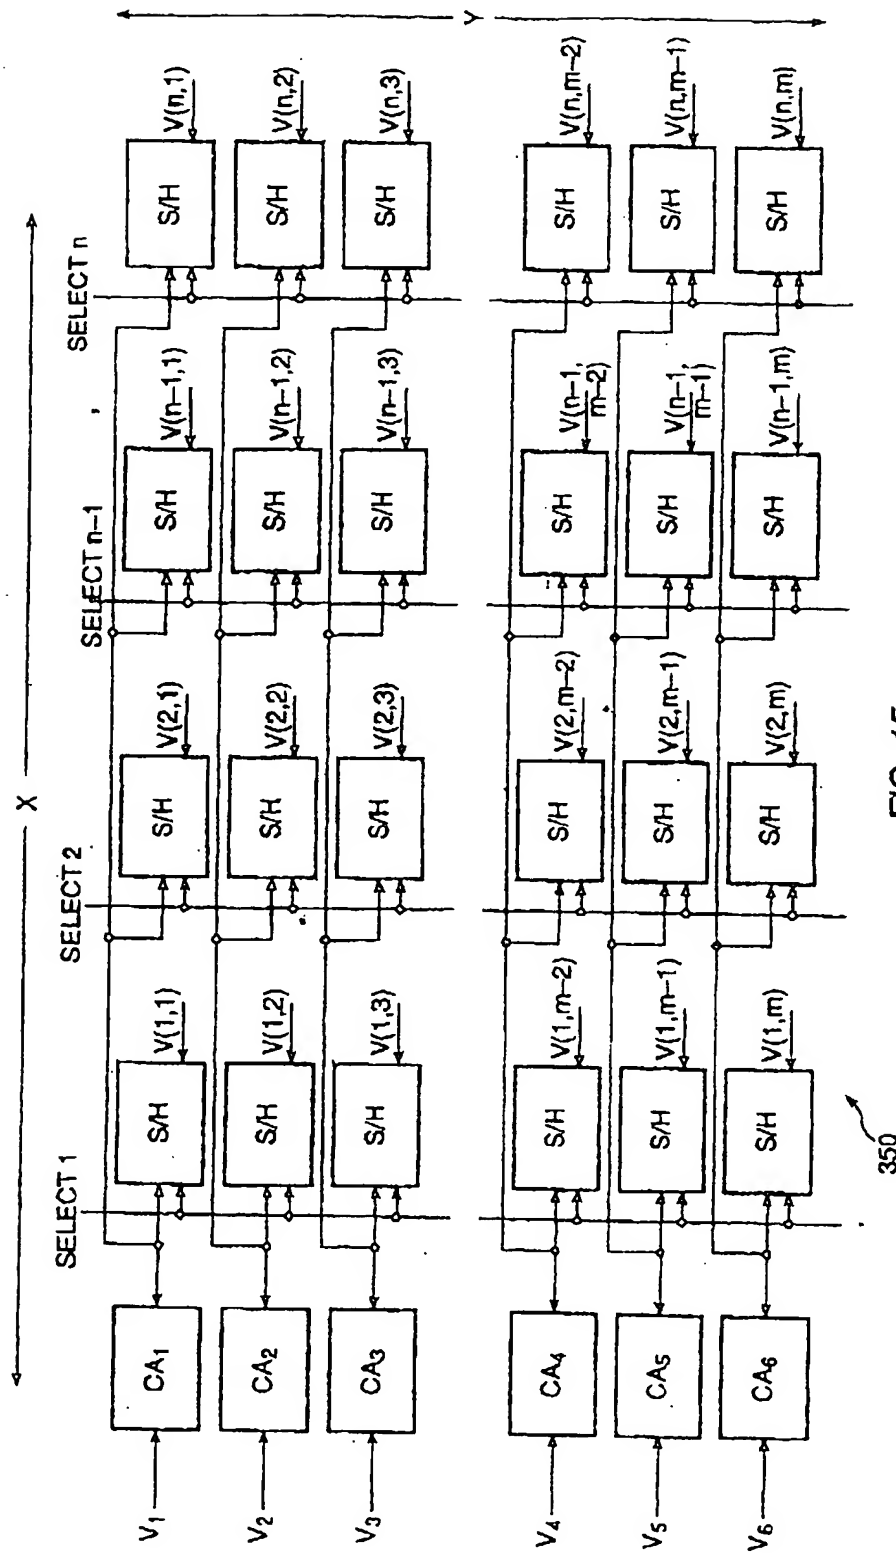 X
SELECT 1 SELECT 2 SELECT n-1 SELECT n
V1 CA1 S/H V(1,1) S/H V(2,1) S/H V(n-1,1) S/H V(n,1)
V2 CA2 S/H V(1,2) S/H V(2,2) S/H V(n-1,2) S/H V(n,2)
V3 CA3 S/H V(1,3) S/H V(2,3) S/H V(n-1,3) S/H V(n,3)
Y
V4 CA4 S/H V(1,m-2) S/H V(2,m-2) S/H V(n-1, m-2) S/H V(n,m-2)
V5 CA5 S/H V(1,m-1) S/H V(2,m-1) S/H V(n-1, m-1) S/H V(n,m-1)
V6 CA6 S/H V(1,m) S/H V(2,m) S/H V(n-1,m) S/H V(n,m)
350